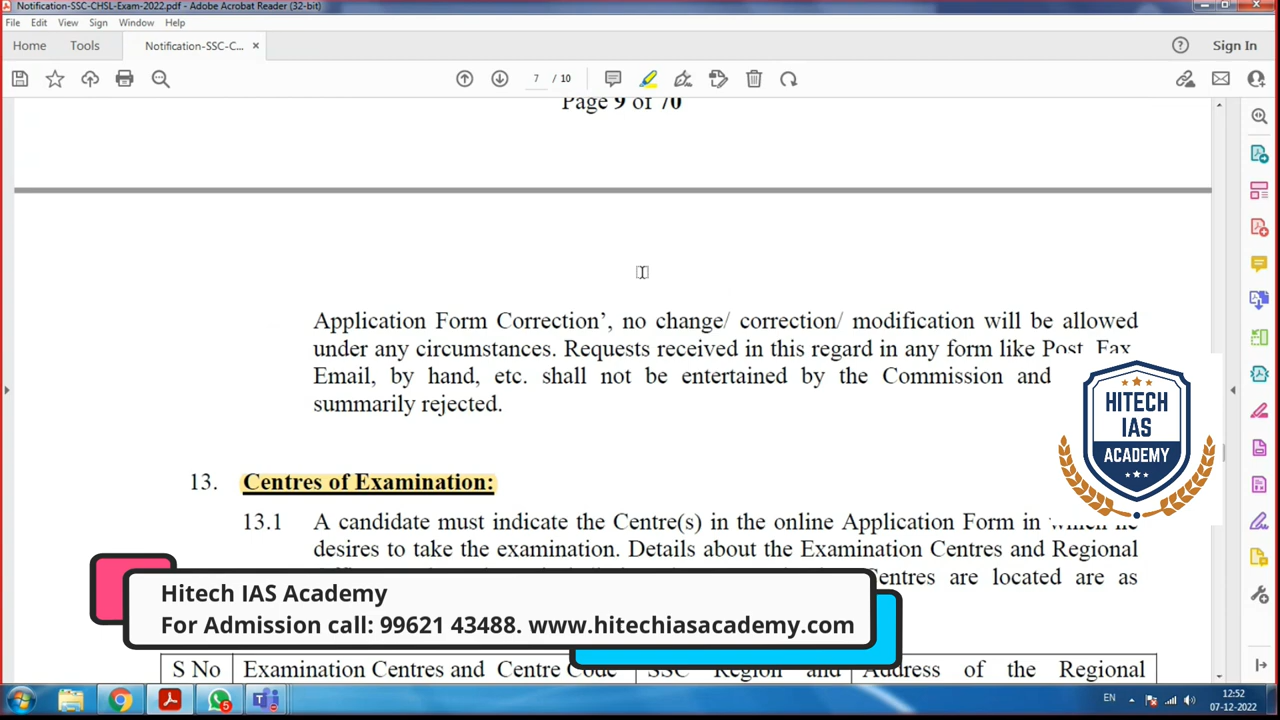 Notification-SSC-CHSL-Exam-2022.pdf - Adobe Acrobat Reader (32-bit)
File Edit View Sign Window Help
Home Tools Notification-SSC-C... × Sign In
7 / 10
Page 9 of 70
Application Form Correction’, no change/ correction/ modification will be allowed
under any circumstances. Requests received in this regard in any form like Post, Fax,
Email, by hand, etc. shall not be entertained by the Commission and
summarily rejected.
HITECH
IAS
ACADEMY
13. Centres of Examination:
13.1 A candidate must indicate the Centre(s) in the online Application Form in which he
desires to take the examination. Details about the Examination Centres and Regional
Centres are located are as
Hitech IAS Academy
For Admission call: 99621 43488. www.hitechiasacademy.com
S No Examination Centres and Centre Code SSC Region and Address of the Regional
5
EN 12:52
07-12-2022